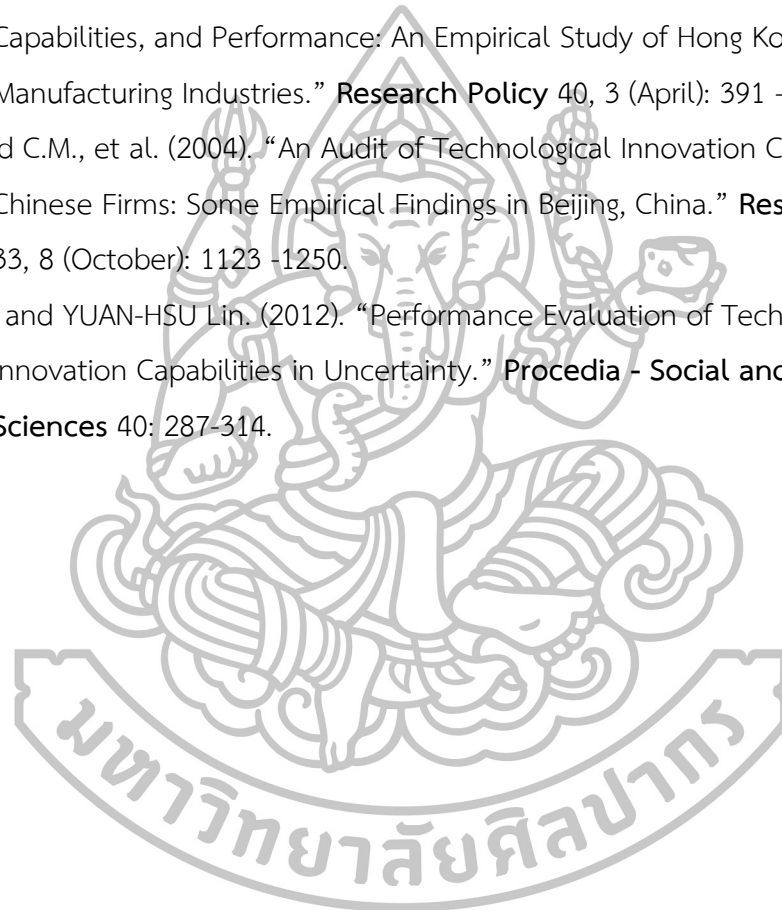 Capabilities, and Performance: An Empirical Study of Hong Ko
Manufacturing Industries.” Research Policy 40, 3 (April): 391 -
d C.M., et al. (2004). “An Audit of Technological Innovation C
Chinese Firms: Some Empirical Findings in Beijing, China.” Res
33, 8 (October): 1123 -1250.
and YUAN-HSU Lin. (2012). “Performance Evaluation of Tech
nnovation Capabilities in Uncertainty.” Procedia - Social and
Sciences 40: 287-314.
มหาวิทยาลัยศิลปากร